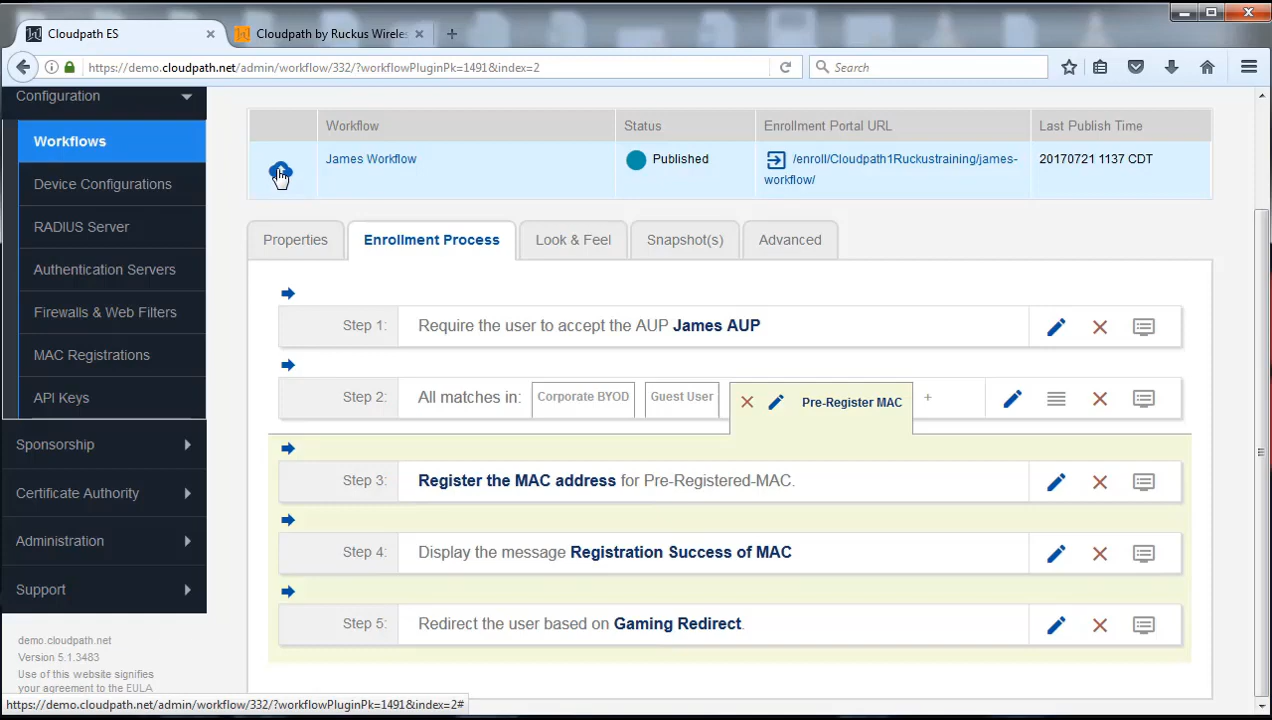 Cloudpath ES
Cloudpath by Ruckus Wireles
https://demo.cloudpath.net/admin/workflow/332/?workflowPluginPk=1491&index=2
Search
Configuration
Workflows
Device Configurations
RADIUS Server
Authentication Servers
Firewalls & Web Filters
MAC Registrations
API Keys
Sponsorship
Certificate Authority
Administration
Support
demo.cloudpath.net
Version 5.1.3483
Use of this website signifies
your agreement to the EULA
Workflow Status Enrollment Portal URL Last Publish Time
James Workflow Published /enroll/Cloudpath1Ruckustraining/james-
workflow/ 20170721 1137 CDT
Properties Enrollment Process Look & Feel Snapshot(s) Advanced
Step 1: Require the user to accept the AUP James AUP
Step 2: All matches in: Corporate BYOD Guest User Pre-Register MAC +
Step 3: Register the MAC address for Pre-Registered-MAC.
Step 4: Display the message Registration Success of MAC
Step 5: Redirect the user based on Gaming Redirect.
https://demo.cloudpath.net/admin/workflow/332/?workflowPluginPk=1491&index=2#